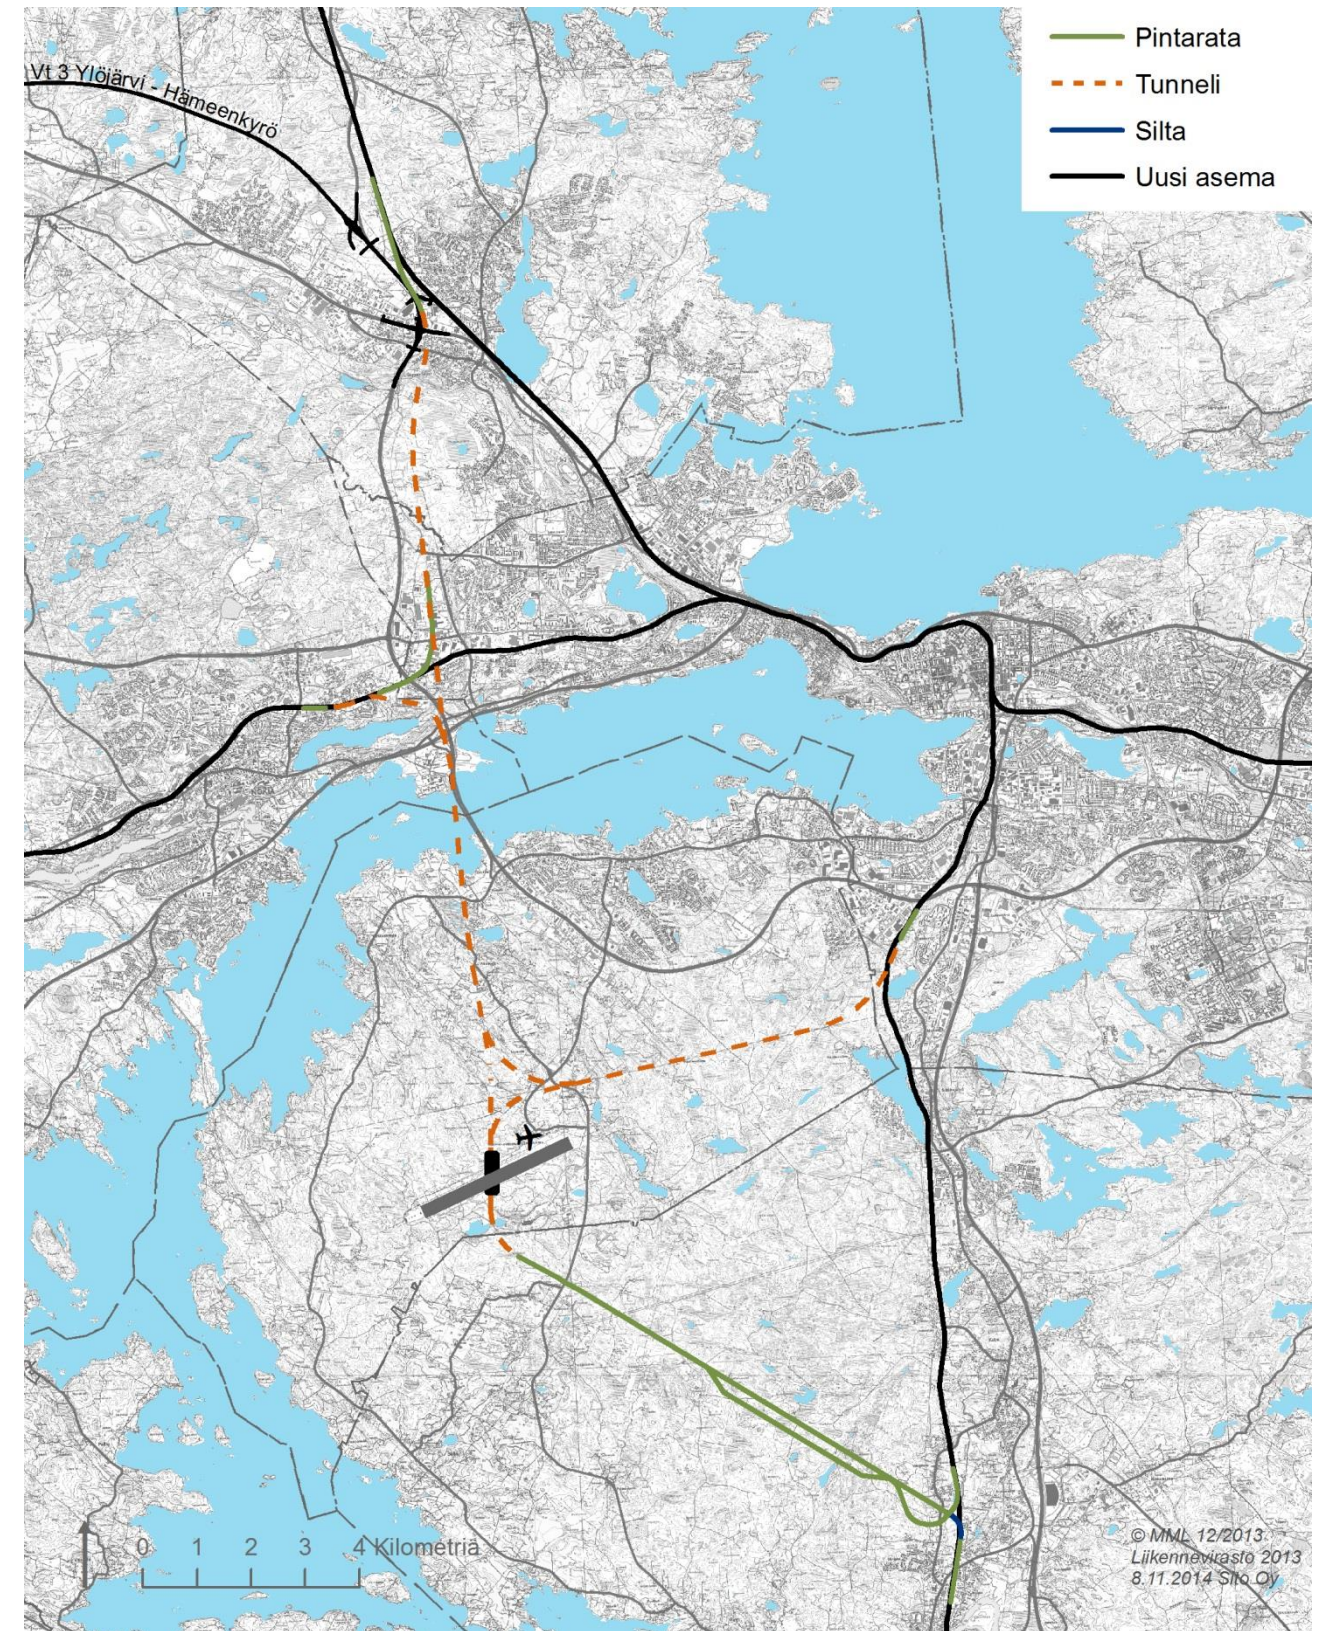 Pintarata
Tunneli
Silta
Uusi asema
Vt 3 Ylöjärvi - Hämeenkyrö
0 1 2 3 4 Kilometriä
© MML 12/2013
Liikennevirasto 2013
8.11.2014 Sito Oy